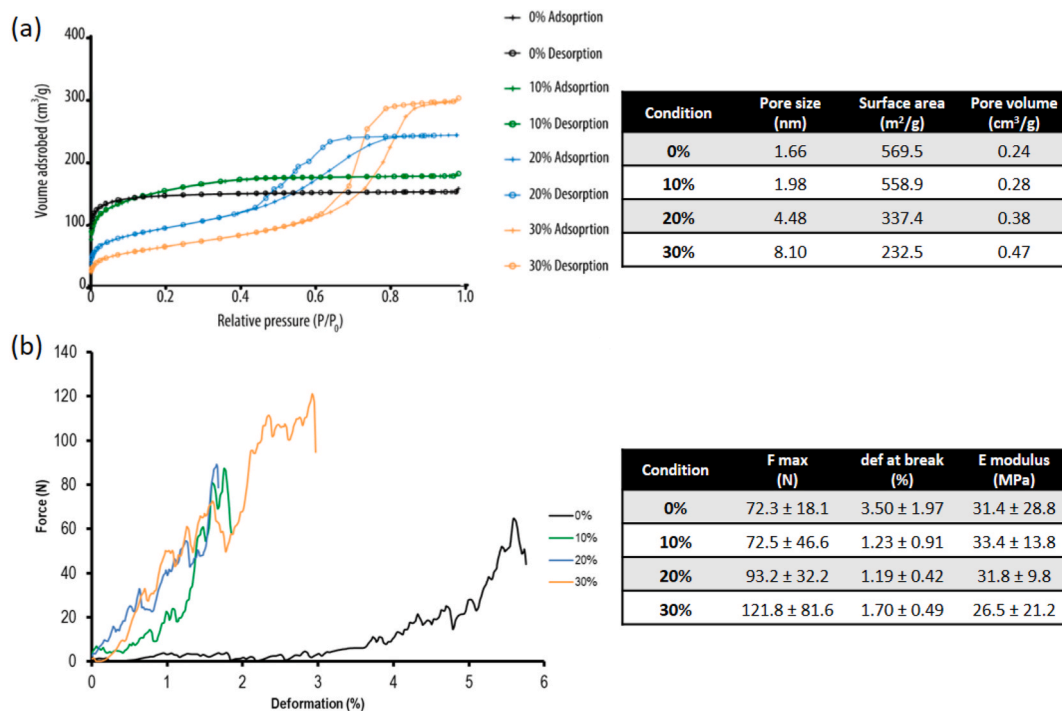 (a)
400
300
200
100
0
Voume adsrobed (cm³/g)
0 0.2 0.4 0.6 0.8 1.0
Relative pressure (P/P₀)
0% Adsoprtion
0% Desorption
10% Adsorption
10% Desorption
20% Adsorption
20% Desorption
30% Adsorption
30% Desorption
Condition Pore size (nm) Surface area (m²/g) Pore volume (cm³/g)
0% 1.66 569.5 0.24
10% 1.98 558.9 0.28
20% 4.48 337.4 0.38
30% 8.10 232.5 0.47
(b)
140
120
100
80
60
40
20
0
Force (N)
0 1 2 3 4 5 6
Deformation (%)
0%
10%
20%
30%
Condition F max (N) def at break (%) E modulus (MPa)
0% 72.3 ± 18.1 3.50 ± 1.97 31.4 ± 28.8
10% 72.5 ± 46.6 1.23 ± 0.91 33.4 ± 13.8
20% 93.2 ± 32.2 1.19 ± 0.42 31.8 ± 9.8
30% 121.8 ± 81.6 1.70 ± 0.49 26.5 ± 21.2